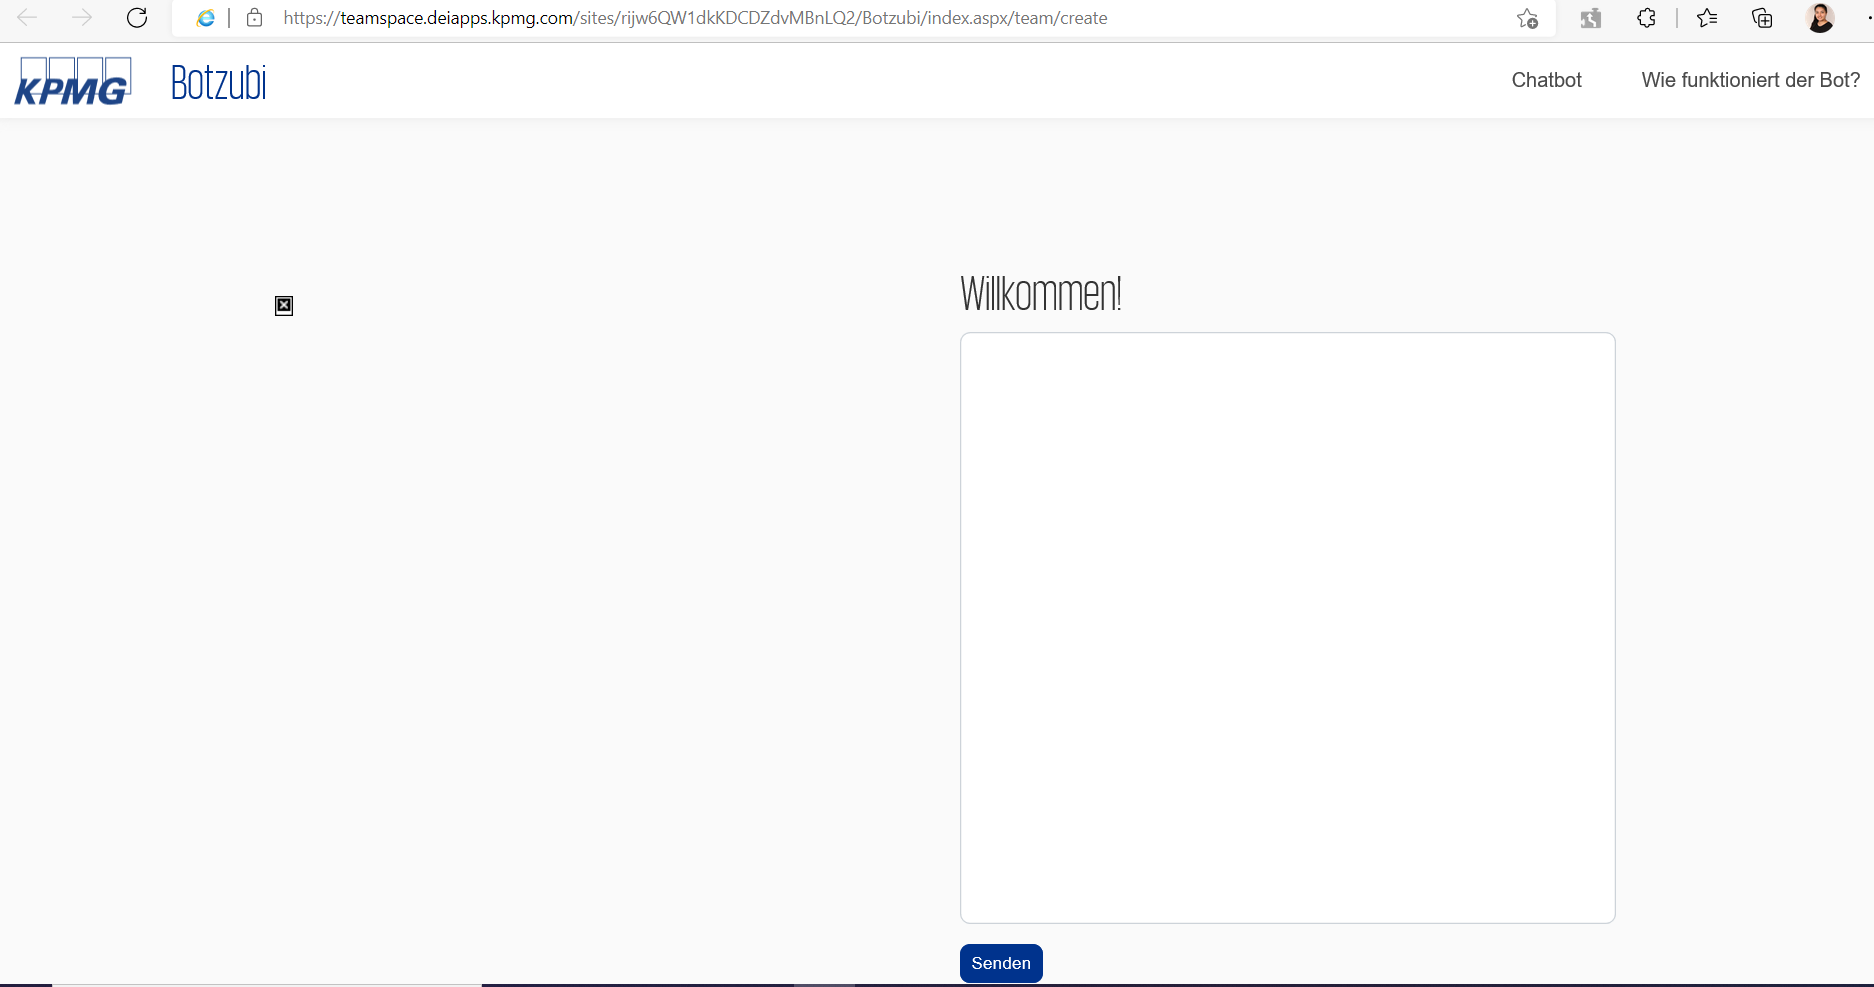 https://teamspace.deiapps.kpmg.com/sites/rijw6QW1dkKDCDZdvMBnLQ2/Botzubi/index.aspx/team/create
KPMG Botzubi Chatbot Wie funktioniert der Bot?
Willkommen!
Senden